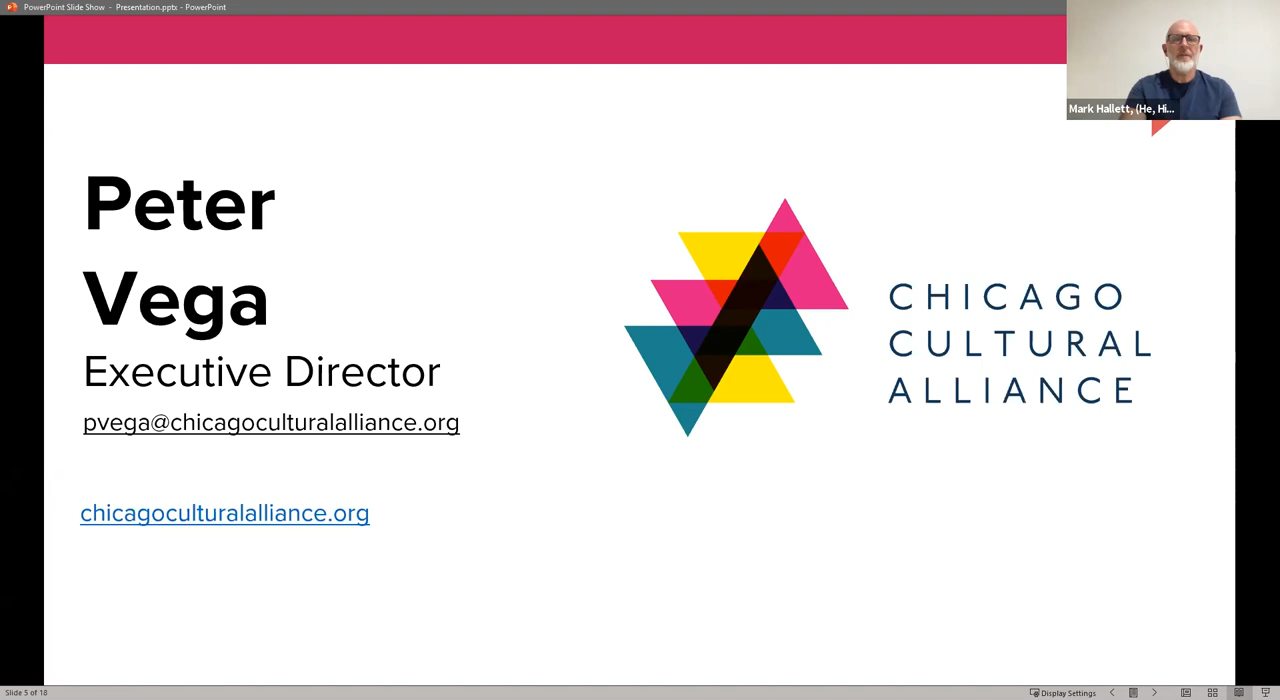 PowerPoint Slide Show - Presentation.pptx - PowerPoint
Mark Hallett, (He, Hi...
Peter
Vega
Executive Director
pvega@chicagoculturalalliance.org
chicagoculturalalliance.org
CHICAGO
CULTURAL
ALLIANCE
Slide 5 of 18
Display Settings